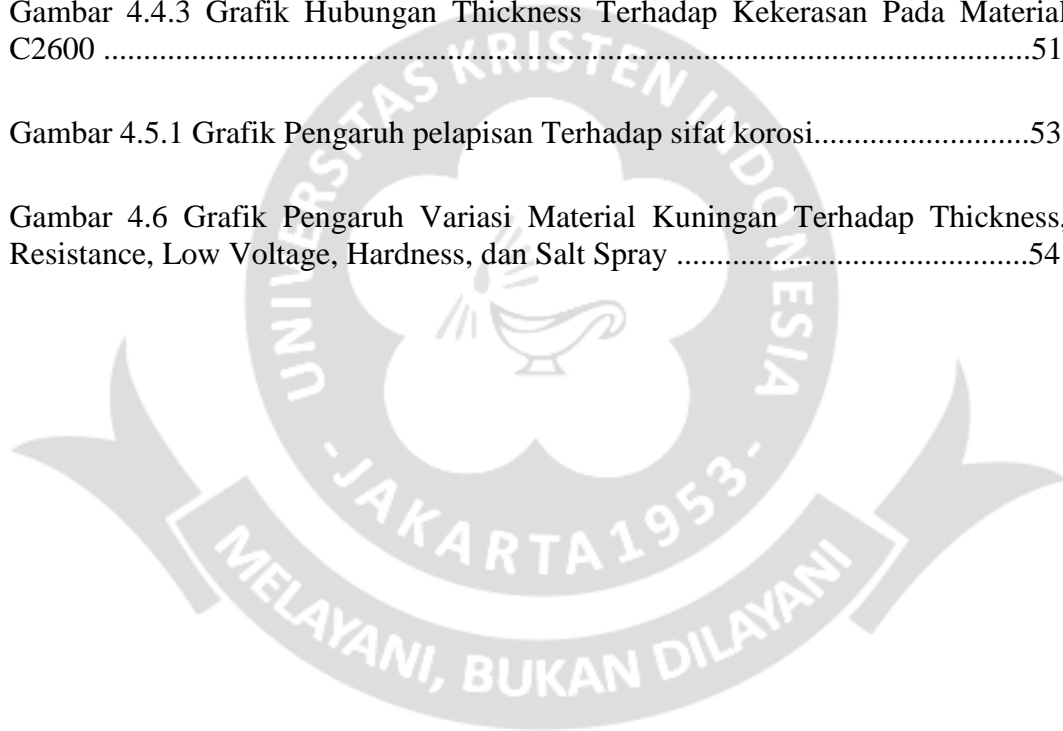 Gambar 4.4.3 Grafik Hubungan Thickness Terhadap Kekerasan Pada Material
C2600 .....................................................................................................................51
Gambar 4.5.1 Grafik Pengaruh pelapisan Terhadap sifat korosi...........................53
Gambar 4.6 Grafik Pengaruh Variasi Material Kuningan Terhadap Thickness,
Resistance, Low Voltage, Hardness, dan Salt Spray ............................................54
UNIVERSITAS KRISTEN INDONESIA
- JAKARTA 1953 -
MELAYANI, BUKAN DILAYANI